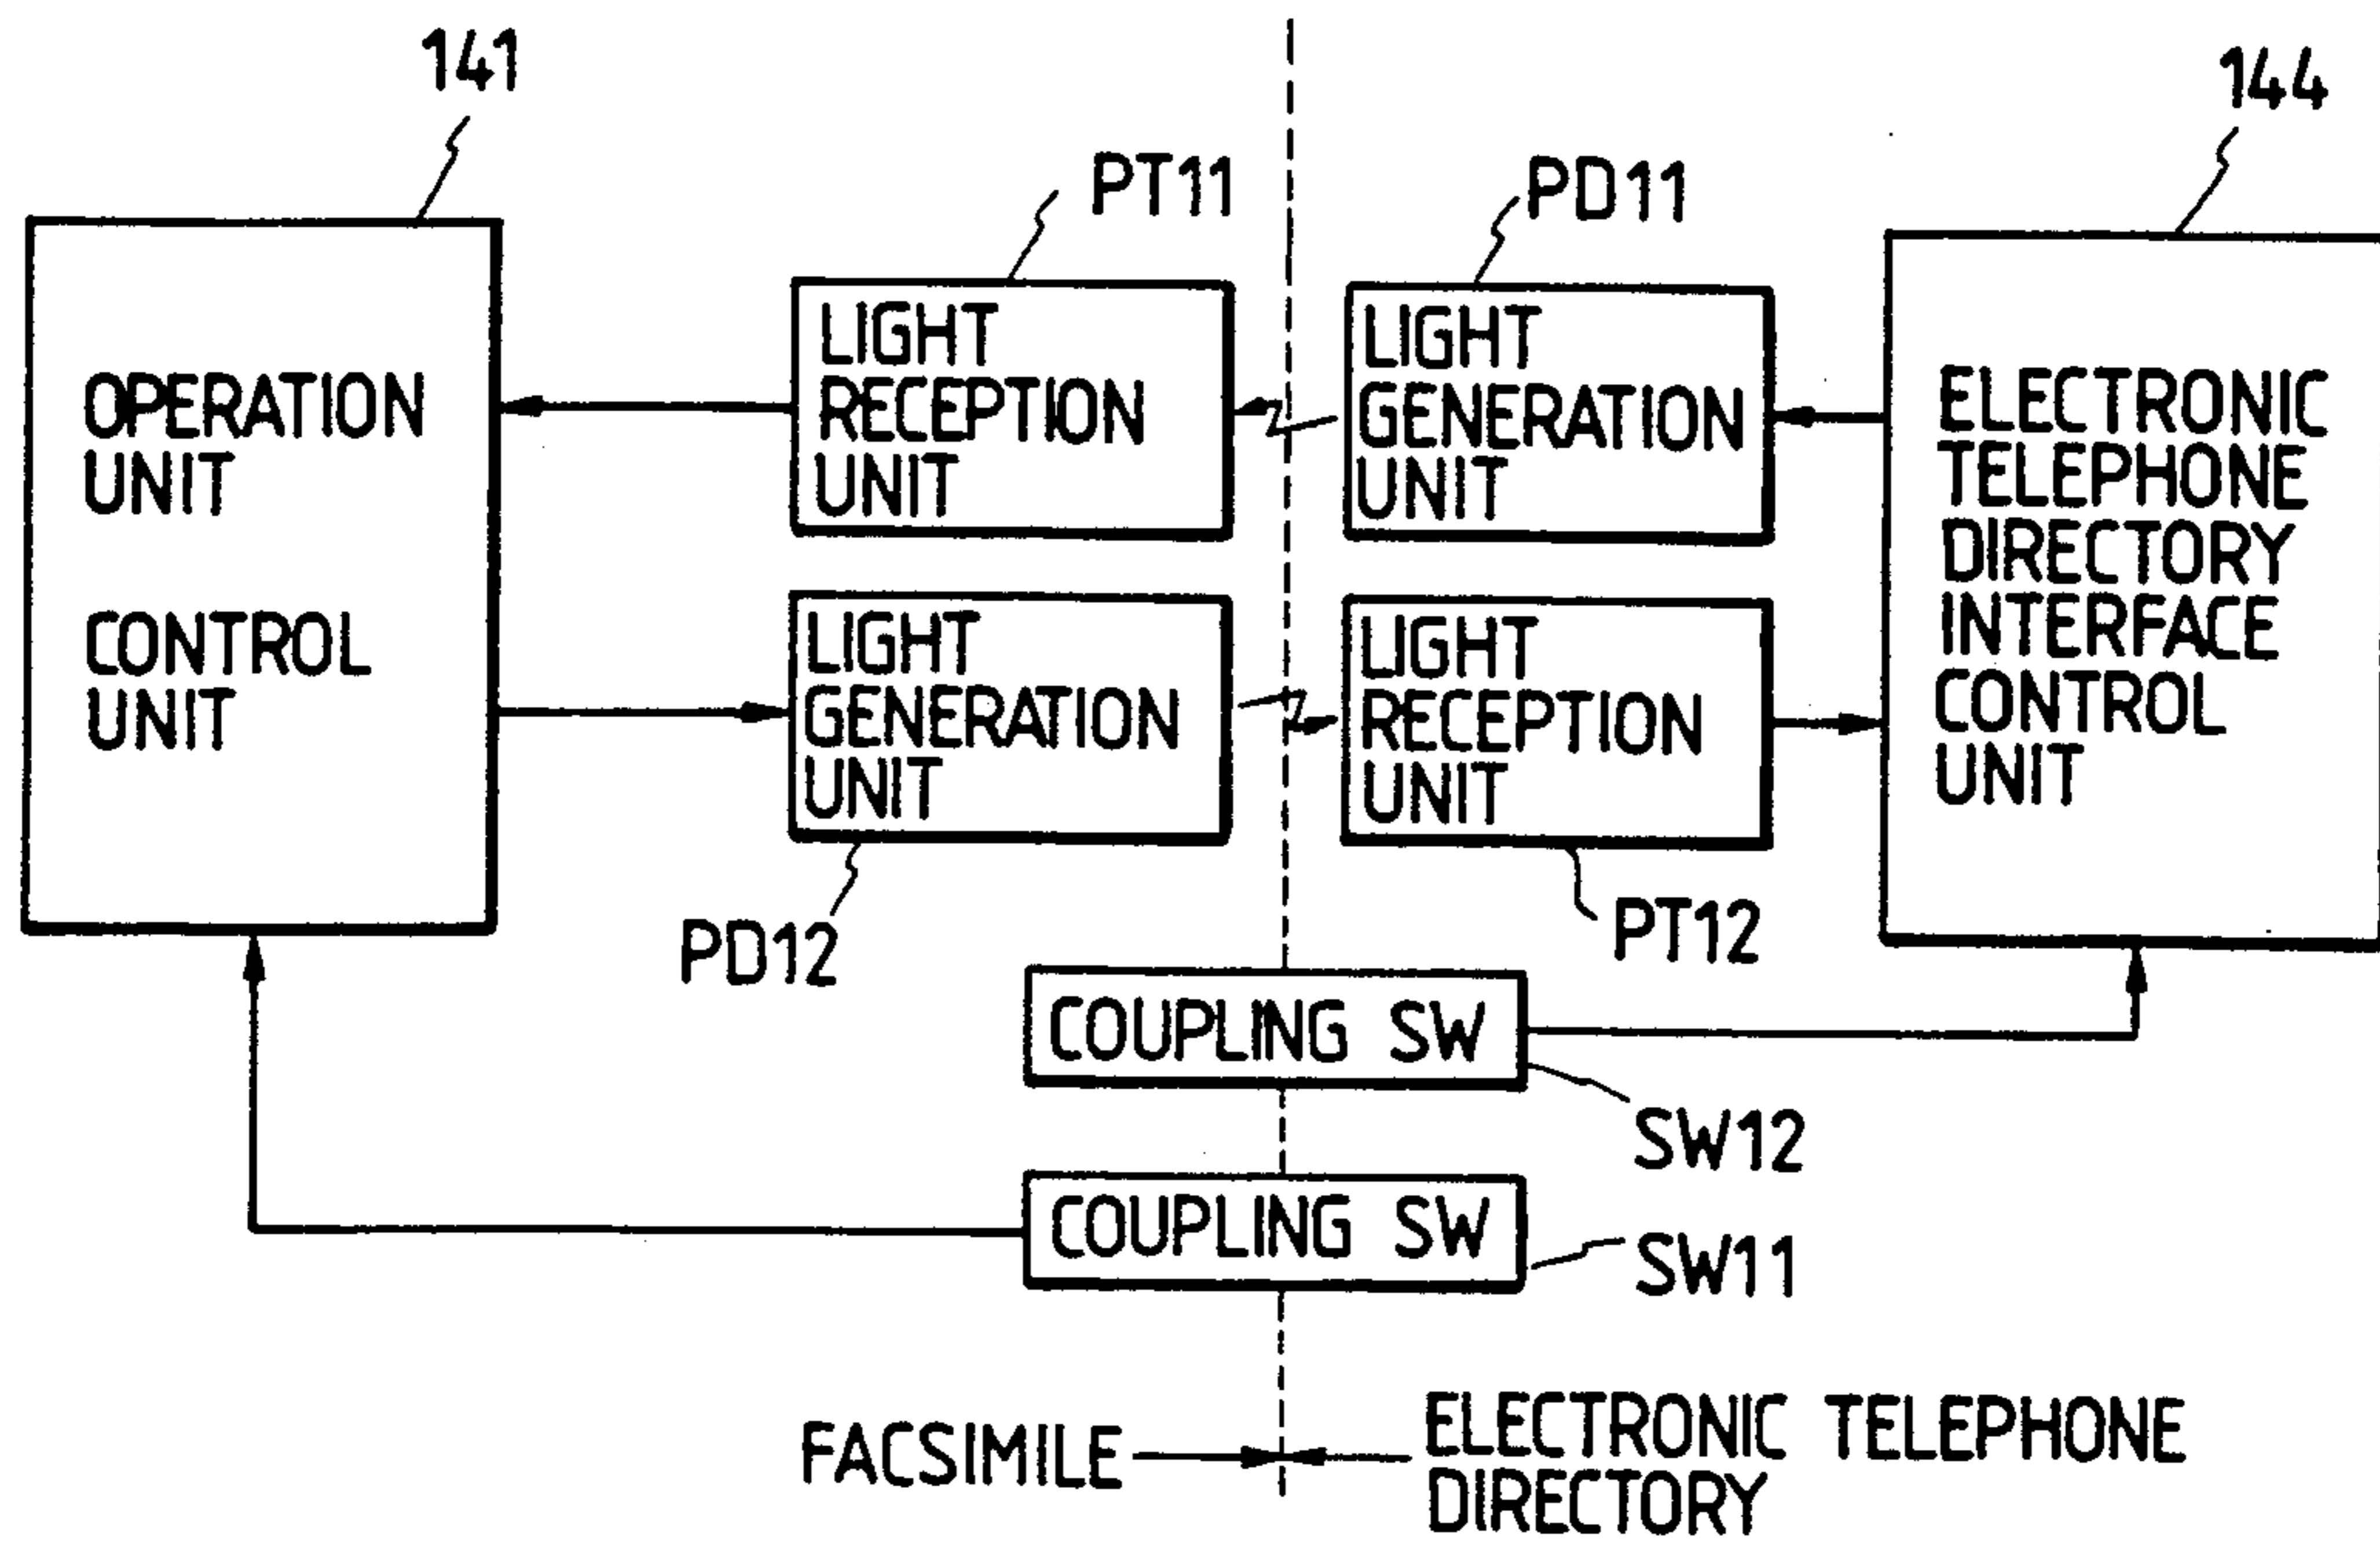 141
144
PT11
PD11
OPERATION
UNIT
CONTROL
UNIT
LIGHT
RECEPTION
UNIT
LIGHT
GENERATION
UNIT
ELECTRONIC
TELEPHONE
DIRECTORY
INTERFACE
CONTROL
UNIT
LIGHT
GENERATION
UNIT
LIGHT
RECEPTION
UNIT
PD12
PT12
COUPLING SW
SW12
COUPLING SW
SW11
FACSIMILE
ELECTRONIC TELEPHONE
DIRECTORY